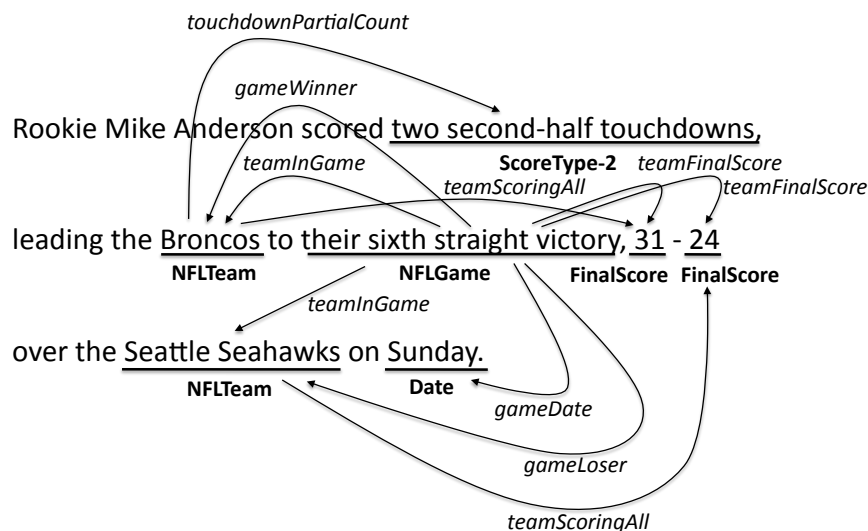 touchdownPartialCount
gameWinner
Rookie Mike Anderson scored two second-half touchdowns,
teamInGame ScoreType-2 teamFinalScore
teamScoringAll teamFinalScore
leading the Broncos to their sixth straight victory, 31 - 24
NFLTeam NFLGame FinalScore FinalScore
teamInGame
over the Seattle Seahawks on Sunday.
NFLTeam Date
gameDate
gameLoser
teamScoringAll